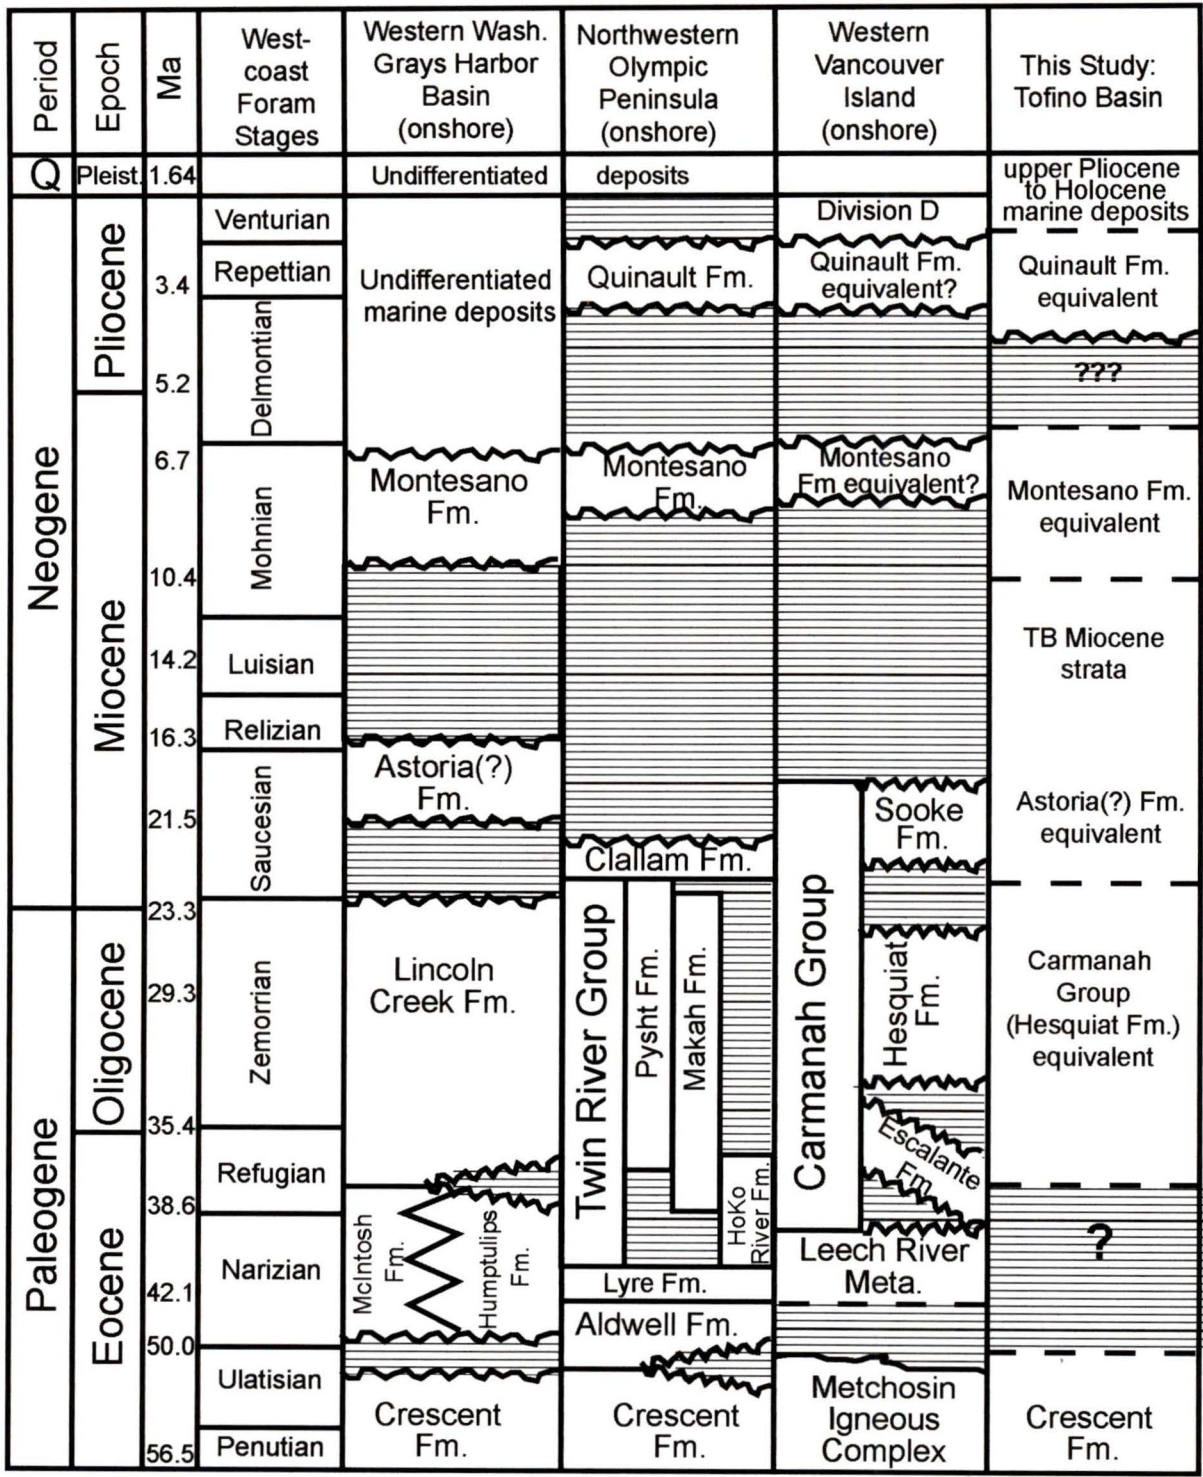 Period
Epoch
Ma
West-
coast
Foram
Stages
Western Wash.
Grays Harbor
Basin
(onshore)
Northwestern
Olympic
Peninsula
(onshore)
Western
Vancouver
Island
(onshore)
This Study:
Tofino Basin
Q
Pleist.
1.64
Undifferentiated
deposits
upper Pliocene
to Holocene
marine deposits
Neogene
Paleogene
Pliocene
Miocene
Oligocene
Eocene
3.4
5.2
6.7
10.4
14.2
16.3
21.5
23.3
29.3
35.4
38.6
42.1
50.0
56.5
Venturian
Repettian
Delmontian
Mohnian
Luisian
Relizian
Saucesian
Zemorrian
Refugian
Narizian
Ulatisian
Penutian
Undifferentiated
marine deposits
Montesano
Fm.
Astoria(?)
Fm.
Lincoln
Creek Fm.
McIntosh
Fm.
Humptulips
Fm.
Crescent
Fm.
Quinault Fm.
Montesano
Fm.
Clallam Fm.
Twin River Group
Pysht Fm.
Makah Fm.
HoKo
River Fm.
Lyre Fm.
Aldwell Fm.
Crescent
Fm.
Division D
Quinault Fm.
equivalent?
Montesano
Fm equivalent?
Carmanah Group
Sooke
Fm.
Hesquiat
Fm.
Escalante
Fm.
Leech River
Meta.
Metchosin
Igneous
Complex
Quinault Fm.
equivalent
???
Montesano Fm.
equivalent
TB Miocene
strata
Astoria(?) Fm.
equivalent
Carmanah
Group
(Hesquiat Fm.)
equivalent
?
Crescent
Fm.